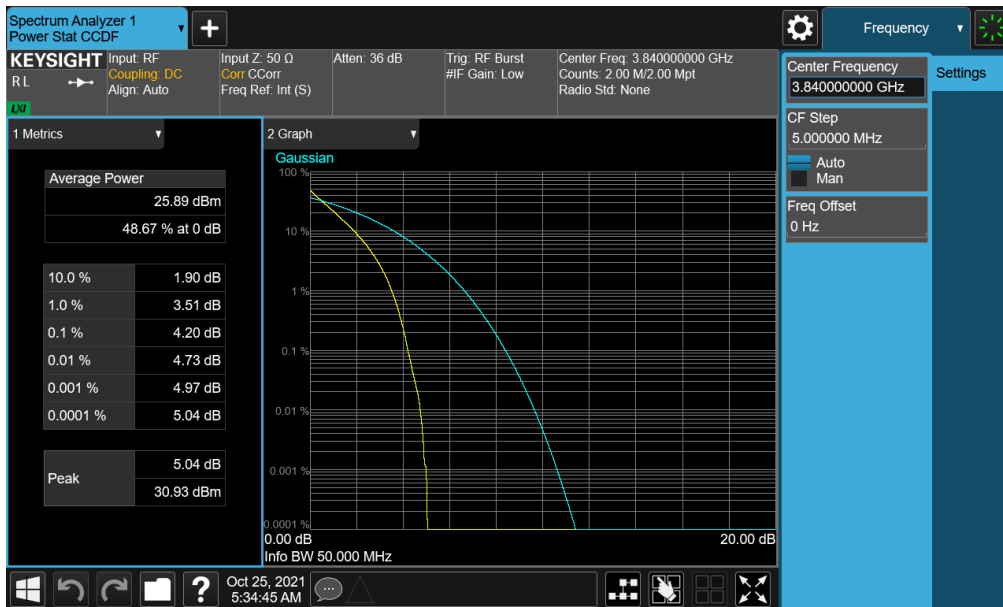 Spectrum Analyzer 1
Power Stat CCDF
Frequency
KEYSIGHT
R L
LXI
Input: RF
Coupling: DC
Align: Auto
Input Z: 50 Ω
Corr CCorr
Freq Ref: Int (S)
Atten: 36 dB
Trig: RF Burst
#IF Gain: Low
Center Freq: 3.840000000 GHz
Counts: 2.00 M/2.00 Mpt
Radio Std: None
Center Frequency
3.840000000 GHz
Settings
CF Step
5.000000 MHz
Auto
Man
Freq Offset
0 Hz
1 Metrics
Average Power
25.89 dBm
48.67 % at 0 dB
10.0 % 1.90 dB
1.0 % 3.51 dB
0.1 % 4.20 dB
0.01 % 4.73 dB
0.001 % 4.97 dB
0.0001 % 5.04 dB
Peak
5.04 dB
30.93 dBm
2 Graph
Gaussian
100 %
10 %
1 %
0.1 %
0.01 %
0.001 %
0.0001 %
0.00 dB 20.00 dB
Info BW 50.000 MHz
?
Oct 25, 2021
5:34:45 AM